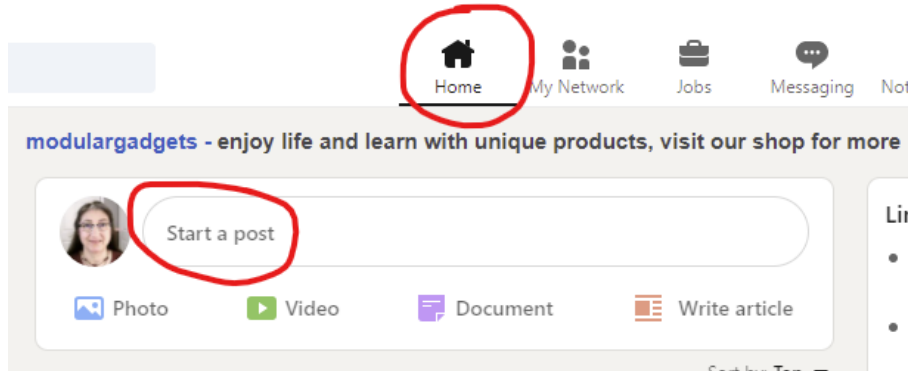 Home My Network Jobs Messaging
modulargadgets - enjoy life and learn with unique products, visit our shop for more
Start a post
Photo Video Document Write article